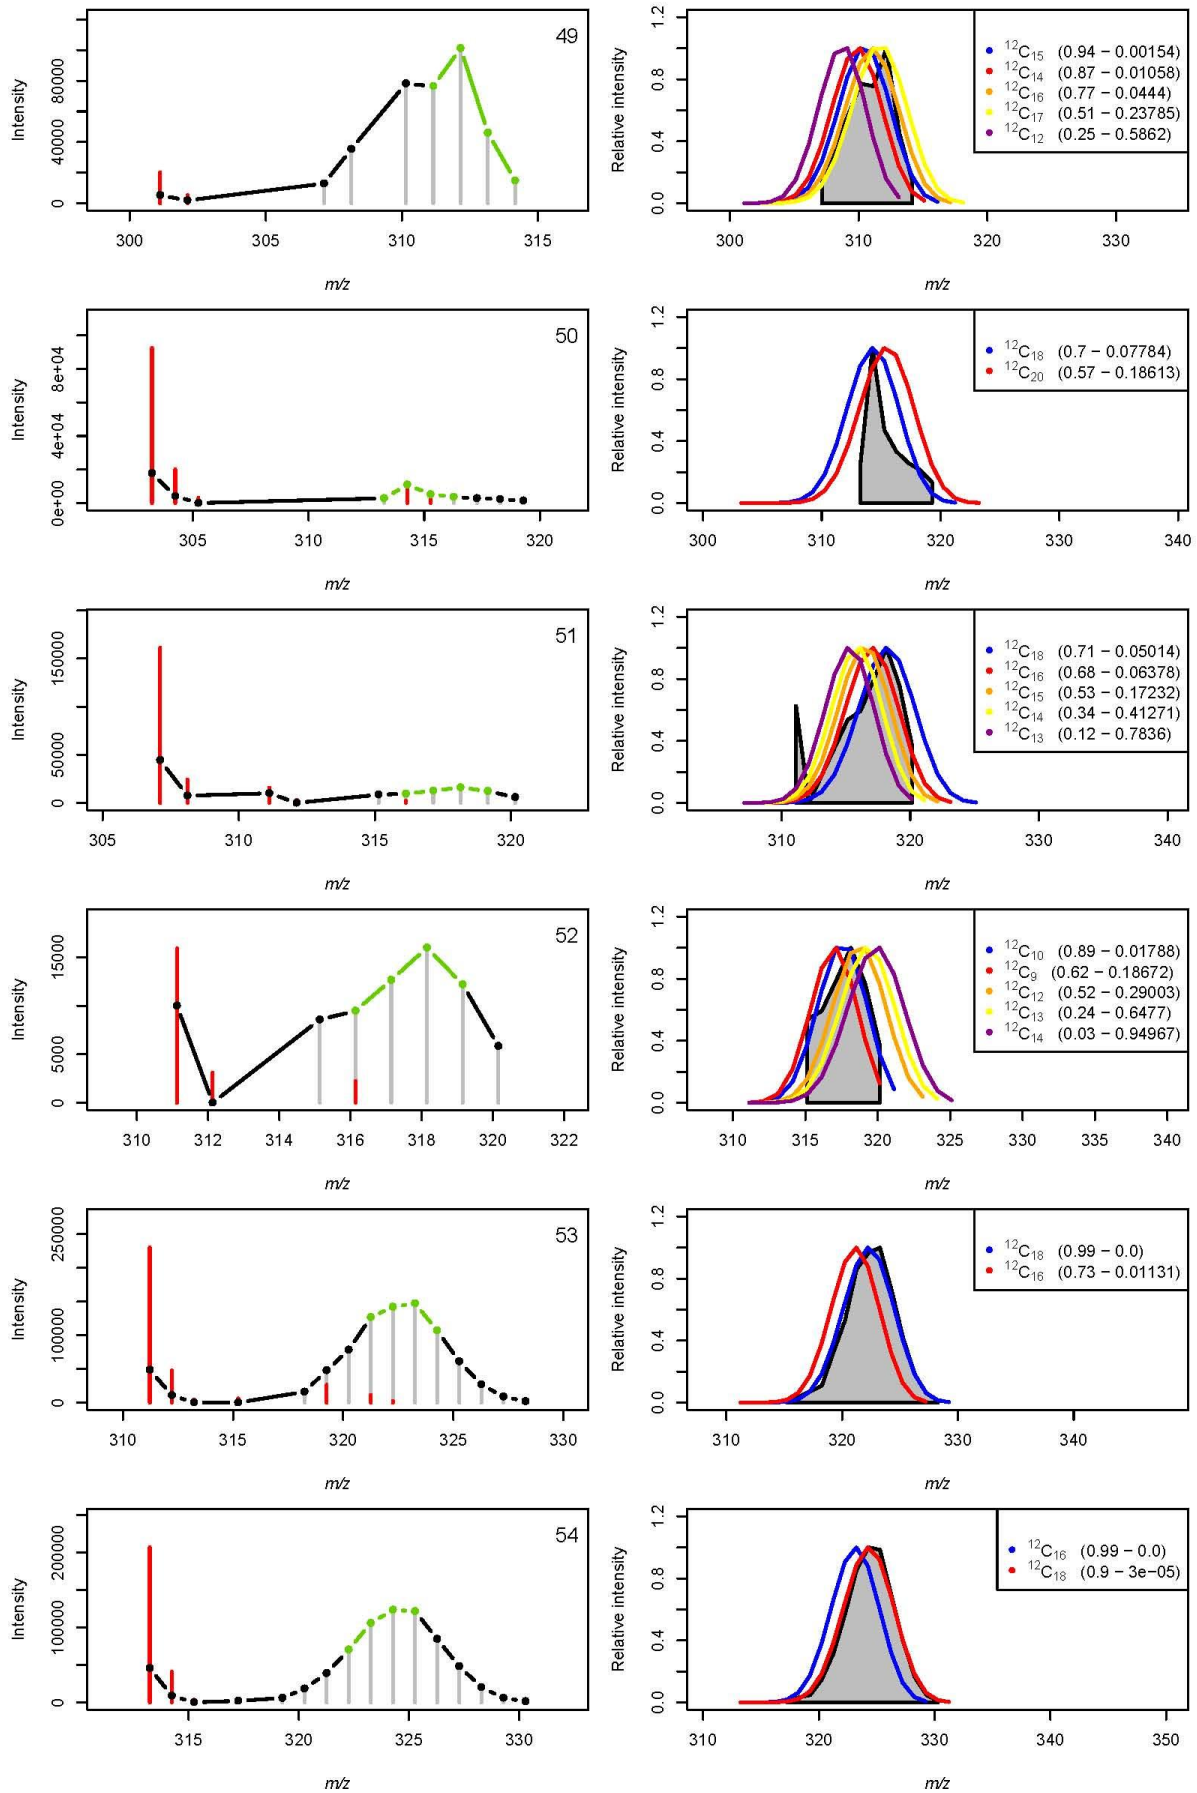 49
Intensity
0 40000 80000
300 305 310 315
m/z
Relative intensity
0.0 0.4 0.8 1.2
300 310 320 330
m/z
¹²C₁₅ (0.94 − 0.00154)
¹²C₁₄ (0.87 − 0.01058)
¹²C₁₆ (0.77 − 0.0444)
¹²C₁₇ (0.51 − 0.23785)
¹²C₁₂ (0.25 − 0.5862)
50
Intensity
0e+00 4e+04 8e+04
305 310 315 320
m/z
Relative intensity
0.0 0.4 0.8 1.2
300 310 320 330 340
m/z
¹²C₁₈ (0.7 − 0.07784)
¹²C₂₀ (0.57 − 0.18613)
51
Intensity
0 50000 150000
305 310 315 320
m/z
Relative intensity
0.0 0.4 0.8 1.2
310 320 330 340
m/z
¹²C₁₈ (0.71 − 0.05014)
¹²C₁₆ (0.68 − 0.06378)
¹²C₁₅ (0.53 − 0.17232)
¹²C₁₄ (0.34 − 0.41271)
¹²C₁₃ (0.12 − 0.7836)
52
Intensity
0 5000 15000
310 312 314 316 318 320 322
m/z
Relative intensity
0.0 0.4 0.8 1.2
310 315 320 325 330 335 340
m/z
¹²C₁₀ (0.89 − 0.01788)
¹²C₉ (0.62 − 0.18672)
¹²C₁₂ (0.52 − 0.29003)
¹²C₁₃ (0.24 − 0.6477)
¹²C₁₄ (0.03 − 0.94967)
53
Intensity
0 100000 250000
310 315 320 325 330
m/z
Relative intensity
0.0 0.4 0.8 1.2
310 320 330 340
m/z
¹²C₁₈ (0.99 − 0.0)
¹²C₁₆ (0.73 − 0.01131)
54
Intensity
0 100000 200000
315 320 325 330
m/z
Relative intensity
0.0 0.4 0.8 1.2
310 320 330 340 350
m/z
¹²C₁₆ (0.99 − 0.0)
¹²C₁₈ (0.9 − 3e−05)